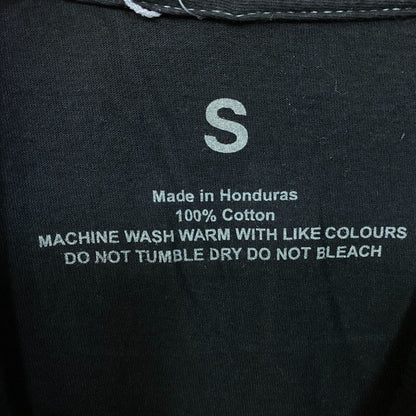 S
Made in Honduras
100% Cotton
MACHINE WASH WARM WITH LIKE COLOURS
DO NOT TUMBLE DRY DO NOT BLEACH